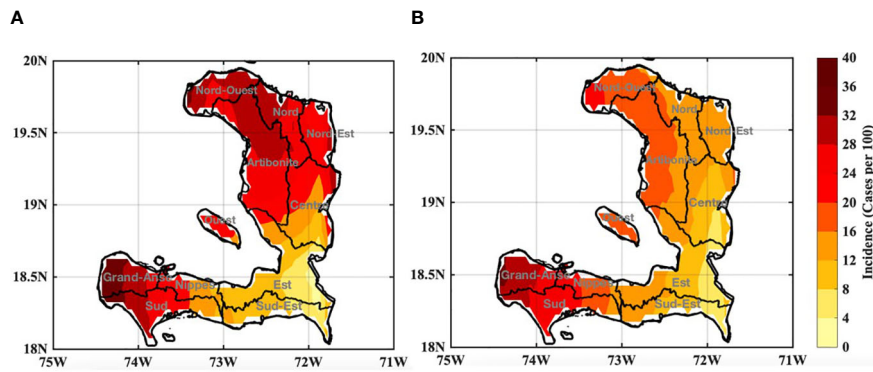 A
B
20N
19.5N
19N
18.5N
18N
75W
74W
73W
72W
71W
Nord-Ouest
Nord
Nord-Est
Artibonite
Centre
Ouest
Grand-Anse
Nippes
Sud
Est
Sud-Est
20N
19.5N
19N
18.5N
18N
75W
74W
73W
72W
71W
Nord-Ouest
Nord
Nord-Est
Artibonite
Centre
Ouest
Grand-Anse
Nippes
Sud
Est
Sud-Est
40
36
32
28
24
20
16
12
8
4
0
Incidence (Cases per 100)